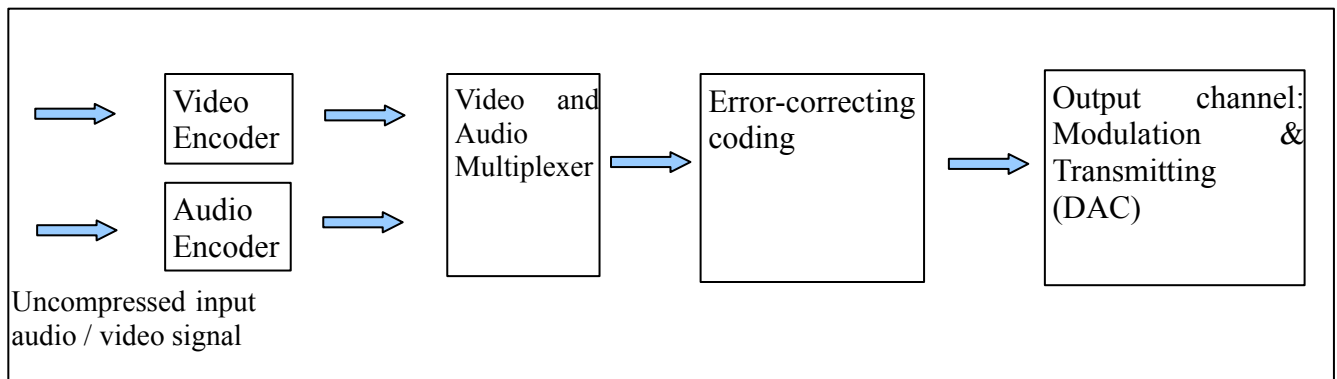 Video
Encoder
Audio
Encoder
Uncompressed input
audio / video signal
Video and
Audio
Multiplexer
Error-correcting
coding
Output channel:
Modulation &
Transmitting
(DAC)